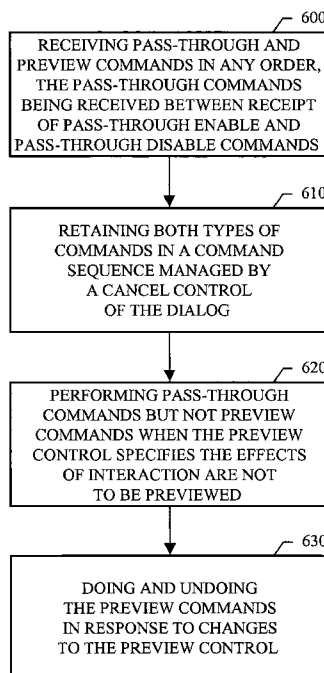 600
RECEIVING PASS-THROUGH AND
PREVIEW COMMANDS IN ANY ORDER,
THE PASS-THROUGH COMMANDS
BEING RECEIVED BETWEEN RECEIPT
OF PASS-THROUGH ENABLE AND
PASS-THROUGH DISABLE COMMANDS
610
RETAINING BOTH TYPES OF
COMMANDS IN A COMMAND
SEQUENCE MANAGED BY
A CANCEL CONTROL
OF THE DIALOG
620
PERFORMING PASS-THROUGH
COMMANDS BUT NOT PREVIEW
COMMANDS WHEN THE PREVIEW
CONTROL SPECIFIES THE EFFECTS
OF INTERACTION ARE NOT
TO BE PREVIEWED
630
DOING AND UNDOING
THE PREVIEW COMMANDS
IN RESPONSE TO CHANGES
TO THE PREVIEW CONTROL